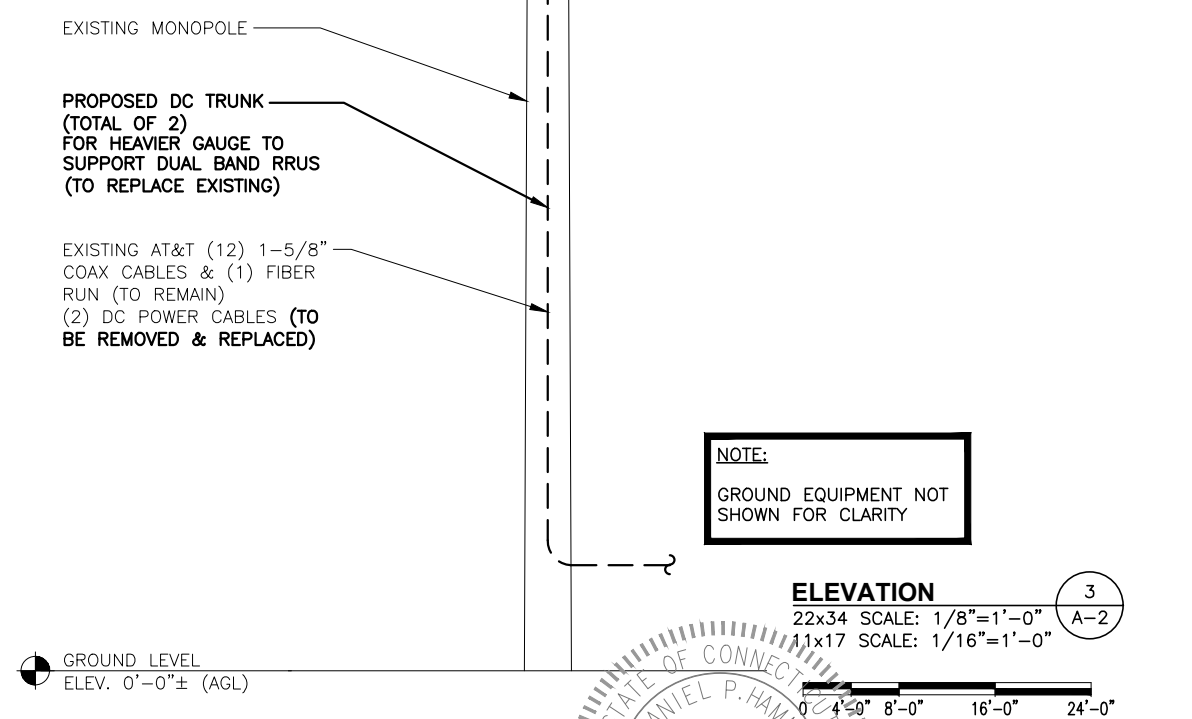 EXISTING MONOPOLE
PROPOSED DC TRUNK
(TOTAL OF 2)
FOR HEAVIER GAUGE TO
SUPPORT DUAL BAND RRUS
(TO REPLACE EXISTING)
EXISTING AT&T (12) 1-5/8"
COAX CABLES & (1) FIBER
RUN (TO REMAIN)
(2) DC POWER CABLES (TO
BE REMOVED & REPLACED)
NOTE:
GROUND EQUIPMENT NOT
SHOWN FOR CLARITY
ELEVATION
22x34 SCALE: 1/8"=1'-0"
11x17 SCALE: 1/16"=1'-0"
3
A-2
GROUND LEVEL
ELEV. 0'-0"± (AGL)
STATE OF CONNECTICUT
P.
0 4'-0" 8'-0" 16'-0" 24'-0"